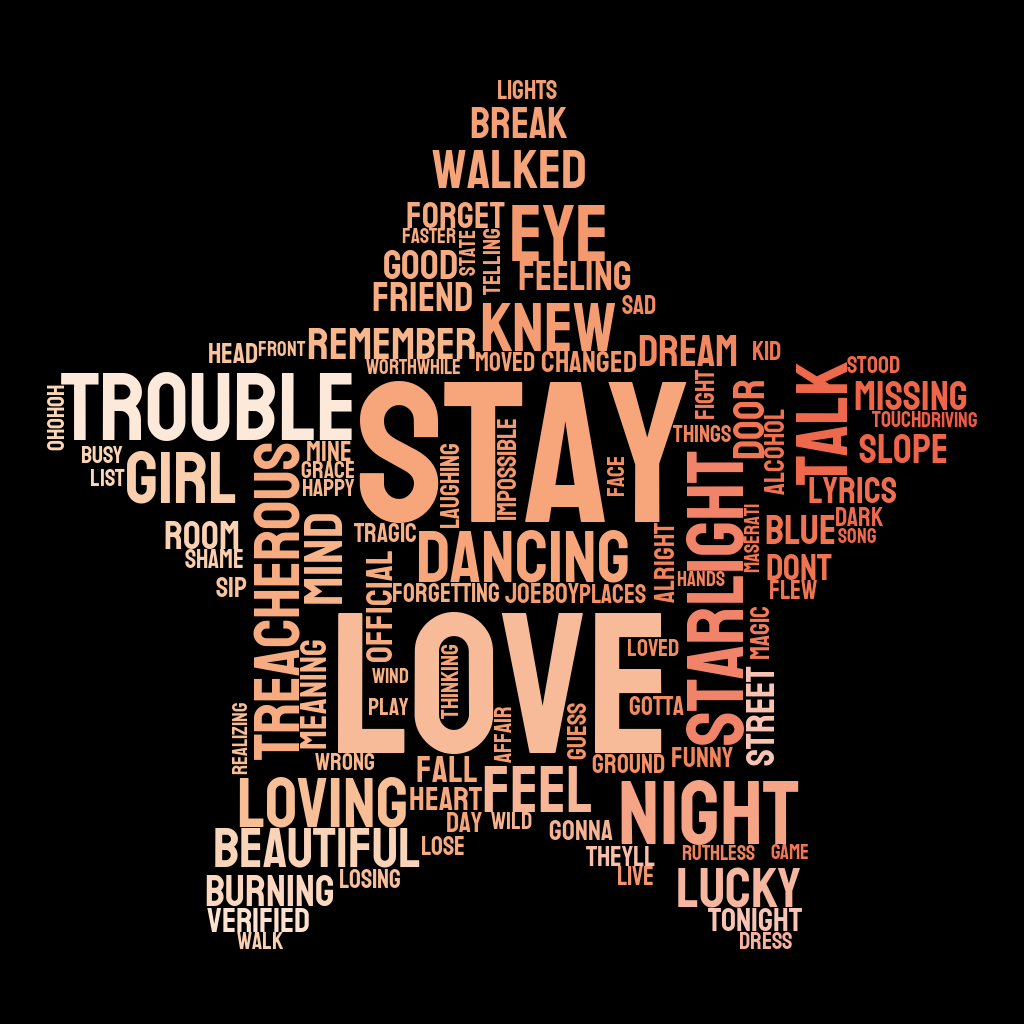 LIGHTS
BREAK
WALKED
FORGET
EYE
FASTER
STATE
TELLING
GOOD
FEELING
FRIEND
SAD
KNEW
REMEMBER
HEAD
FRONT
DREAM
KID
WORTHWHILE
MOVED
CHANGED
STOOD
TROUBLE
OHOHOH
STAY
FIGHT
DOOR
TALK
MISSING
TOUCHDRIVING
THINGS
ALCOHOL
SLOPE
BUSY
MINE
LIST
GIRL
GRACE
HAPPY
LAUGHING
IMPOSSIBLE
FACE
LYRICS
TREACHEROUS
MIND
TRAGIC
DANCING
ALRIGHT
STARLIGHT
MASERATI
BLUE
DARK
SONG
ROOM
SHAME
SIP
OFFICIAL
FORGETTING
JOEBOY
PLACES
HANDS
DONT
FLEW
LOVE
LOVED
MAGIC
MEANING
WIND
THINKING
PLAY
GOTTA
STREET
REALIZING
AFFAIR
GUESS
WRONG
FALL
GROUND
FUNNY
LOVING
HEART
FEEL
NIGHT
DAY
WILD
GONNA
BEAUTIFUL
LOSE
THEYLL
RUTHLESS
GAME
BURNING
LOSING
LIVE
LUCKY
VERIFIED
TONIGHT
WALK
DRESS